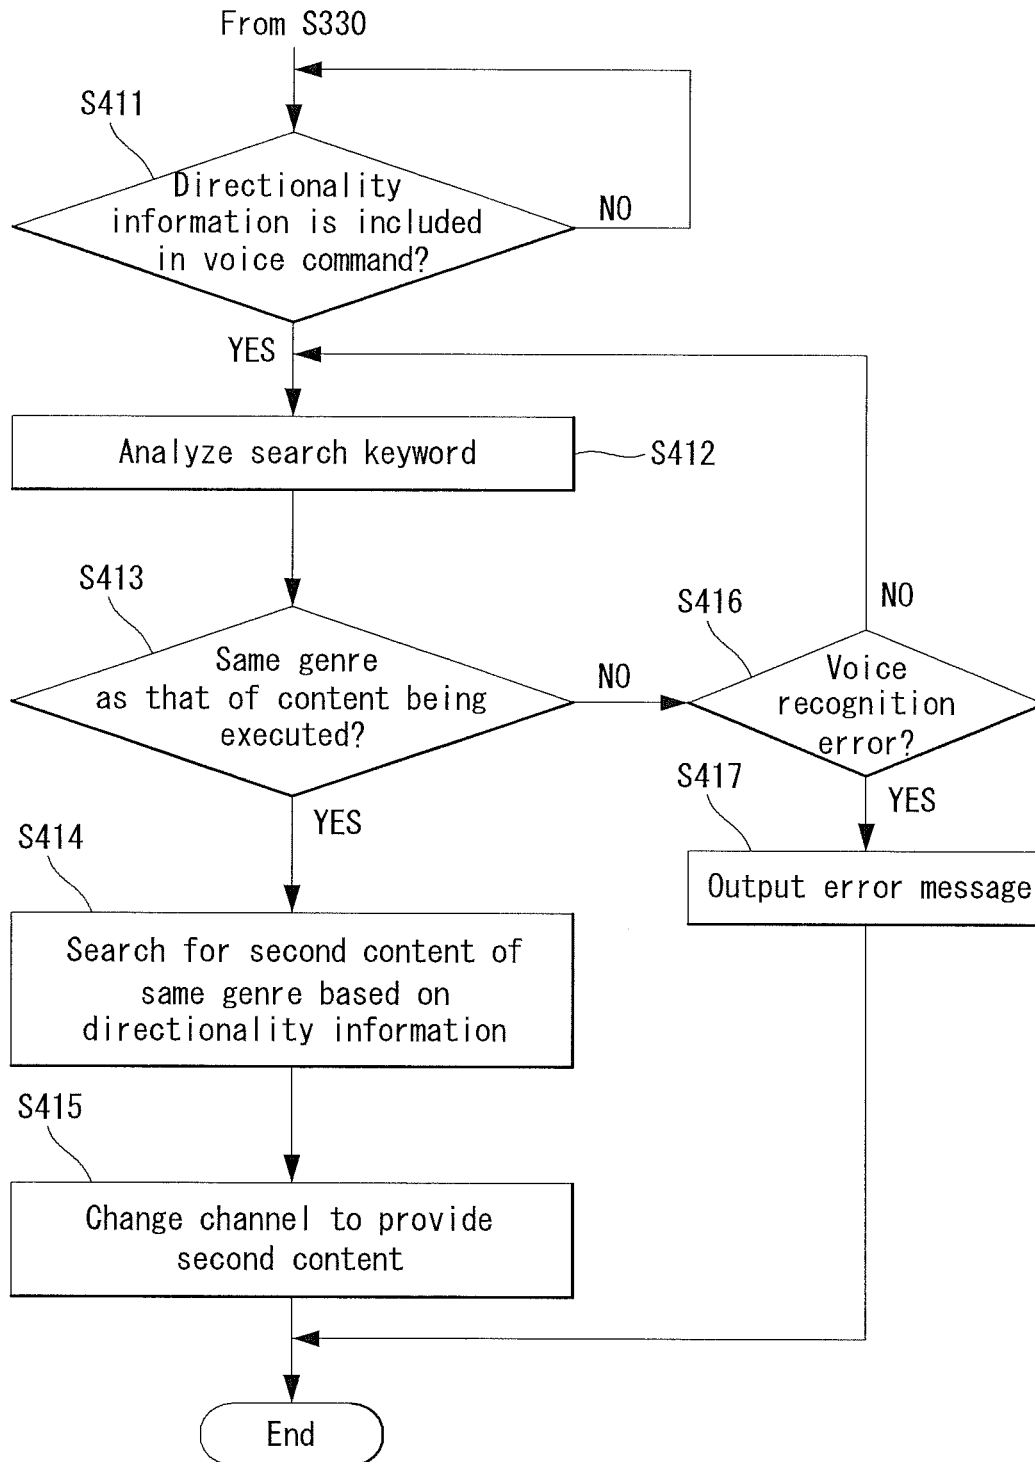 From S330
S411
Directionality
information is included
in voice command?
NO
YES
Analyze search keyword
S412
S413
Same genre
as that of content being
executed?
NO
YES
S416
NO
Voice
recognition
error?
YES
S417
Output error message
S414
Search for second content of
same genre based on
directionality information
S415
Change channel to provide
second content
End